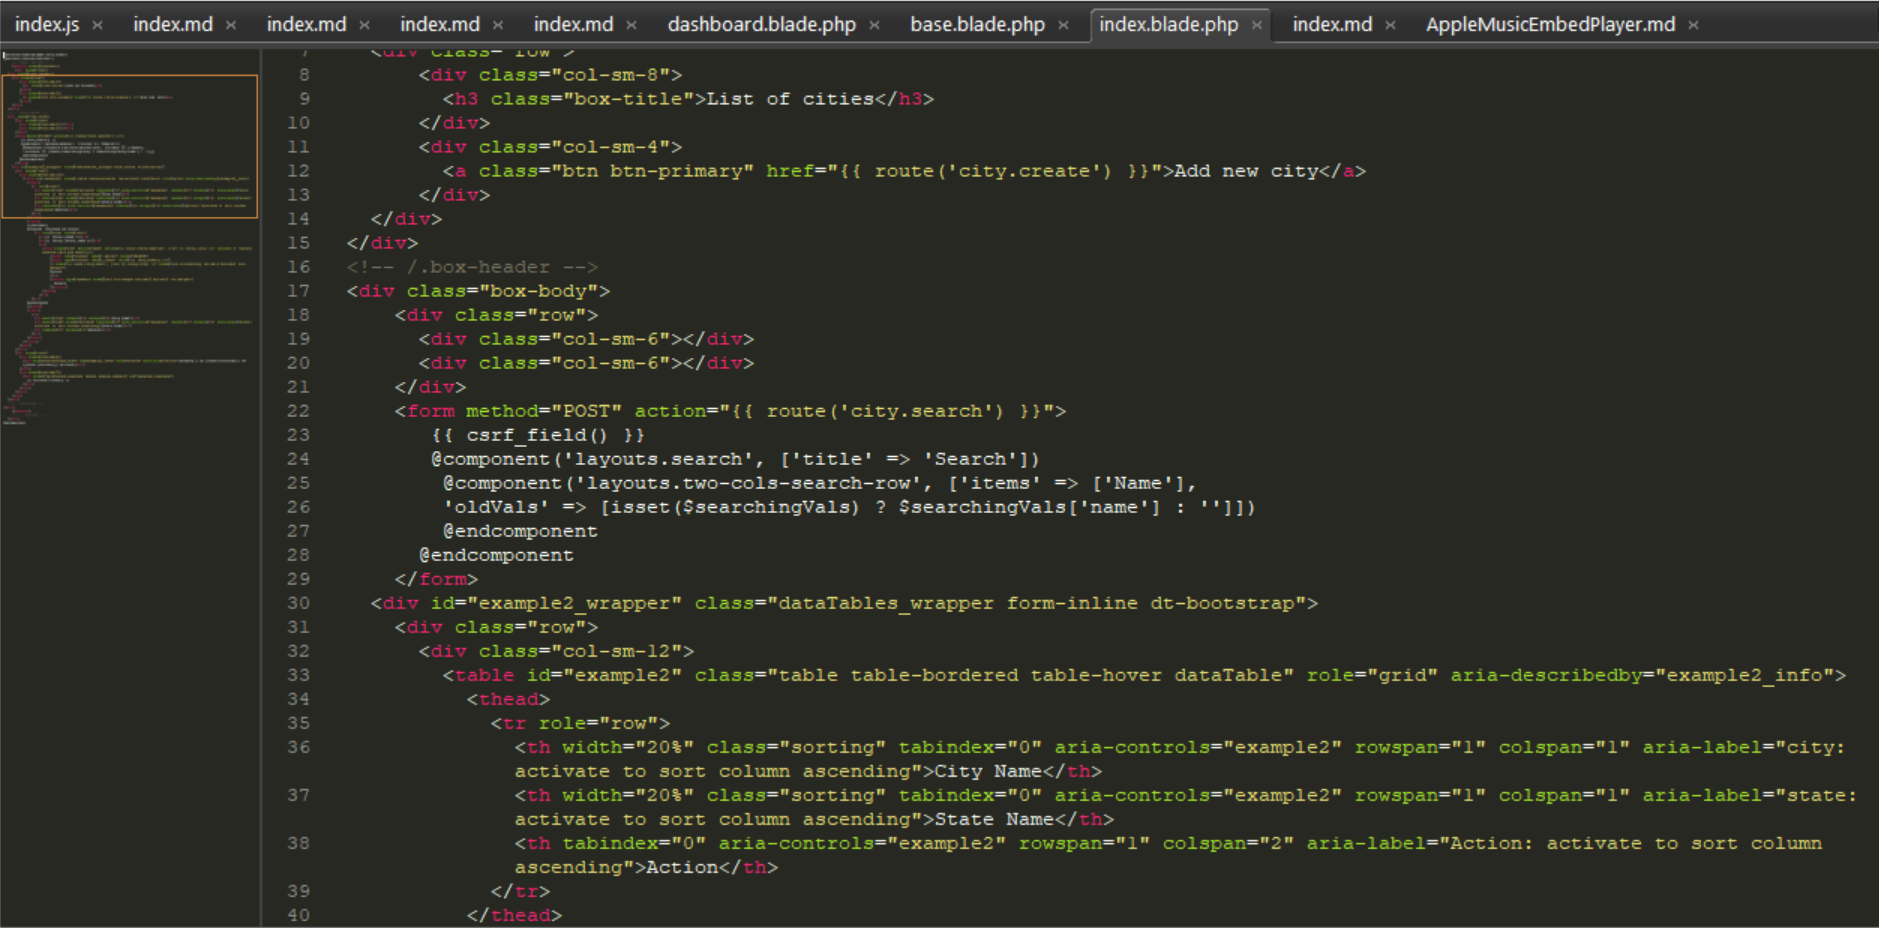 index.js × index.md × index.md × index.md × index.md × dashboard.blade.php × base.blade.php × index.blade.php × index.md × AppleMusicEmbedPlayer.md ×
7 <div class="row">
8 <div class="col-sm-8">
9 <h3 class="box-title">List of cities</h3>
10 </div>
11 <div class="col-sm-4">
12 <a class="btn btn-primary" href="{{ route('city.create') }}">Add new city</a>
13 </div>
14 </div>
15 </div>
16 <!-- /.box-header -->
17 <div class="box-body">
18 <div class="row">
19 <div class="col-sm-6"></div>
20 <div class="col-sm-6"></div>
21 </div>
22 <form method="POST" action="{{ route('city.search') }}">
23 {{ csrf_field() }}
24 @component('layouts.search', ['title' => 'Search'])
25 @component('layouts.two-cols-search-row', ['items' => ['Name'],
26 'oldVals' => [isset($searchingVals) ? $searchingVals['name'] : '']])
27 @endcomponent
28 @endcomponent
29 </form>
30 <div id="example2_wrapper" class="dataTables_wrapper form-inline dt-bootstrap">
31 <div class="row">
32 <div class="col-sm-12">
33 <table id="example2" class="table table-bordered table-hover dataTable" role="grid" aria-describedby="example2_info">
34 <thead>
35 <tr role="row">
36 <th width="20%" class="sorting" tabindex="0" aria-controls="example2" rowspan="1" colspan="1" aria-label="city:
activate to sort column ascending">City Name</th>
37 <th width="20%" class="sorting" tabindex="0" aria-controls="example2" rowspan="1" colspan="1" aria-label="state:
activate to sort column ascending">State Name</th>
38 <th tabindex="0" aria-controls="example2" rowspan="1" colspan="2" aria-label="Action: activate to sort column
ascending">Action</th>
39 </tr>
40 </thead>